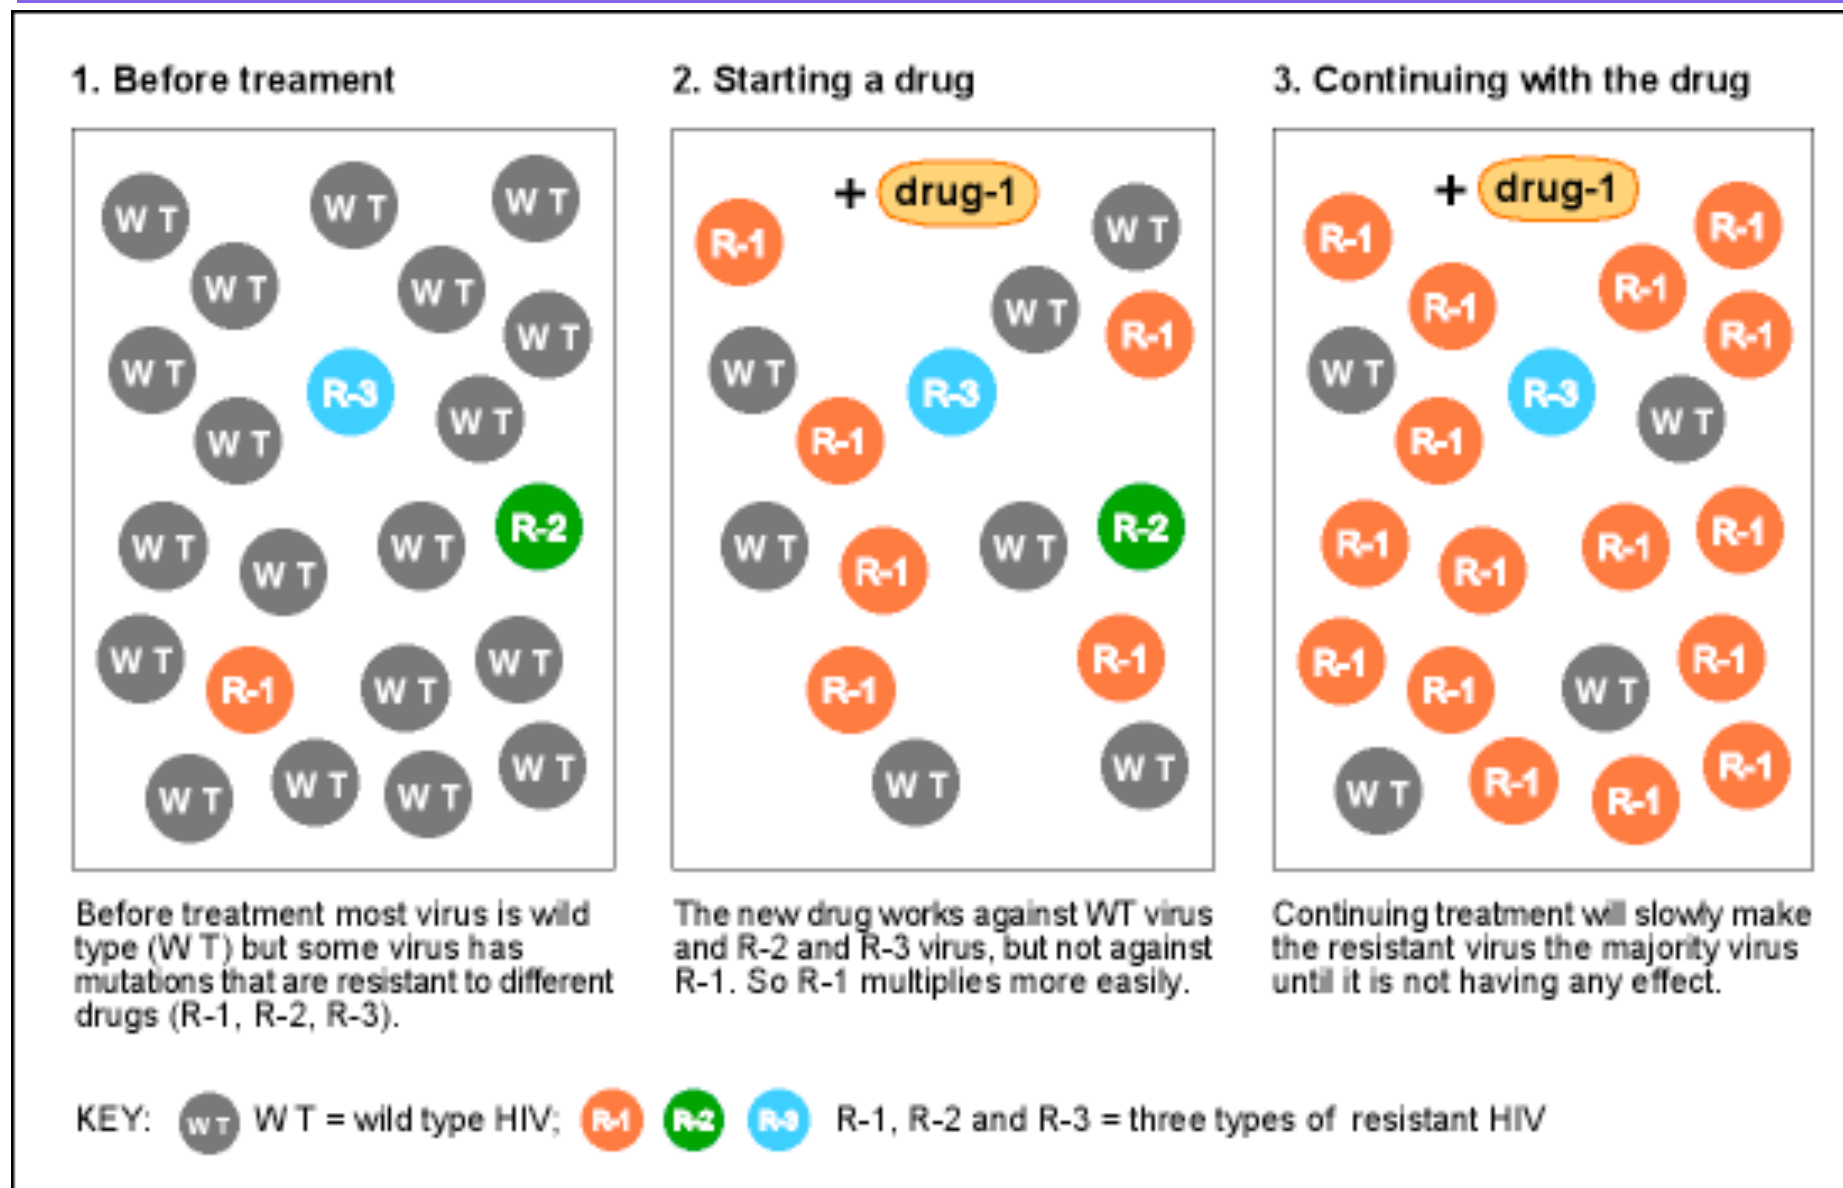 1. Before treament
2. Starting a drug
3. Continuing with the drug
W T
W T
W T
W T
W T
W T
W T
R-3
W T
W T
R-2
W T
W T
W T
W T
R-1
W T
W T
W T
W T
W T
W T
+ drug-1
R-1
W T
W T
R-1
W T
R-3
R-1
W T
R-1
W T
R-2
R-1
R-1
W T
W T
+ drug-1
R-1
R-1
R-1
R-1
R-1
W T
R-3
W T
R-1
R-1
R-1
R-1
R-1
R-1
R-1
W T
R-1
W T
R-1
R-1
R-1
Before treatment most virus is wild
type (W T) but some virus has
mutations that are resistant to different
drugs (R-1, R-2, R-3).
The new drug works against WT virus
and R-2 and R-3 virus, but not against
R-1. So R-1 multiplies more easily.
Continuing treatment will slowly make
the resistant virus the majority virus
until it is not having any effect.
KEY: W T W T = wild type HIV; R-1 R-2 R-3 R-1, R-2 and R-3 = three types of resistant HIV